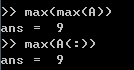 >> max(max(A))
ans = 9
>> max(A(:))
ans = 9